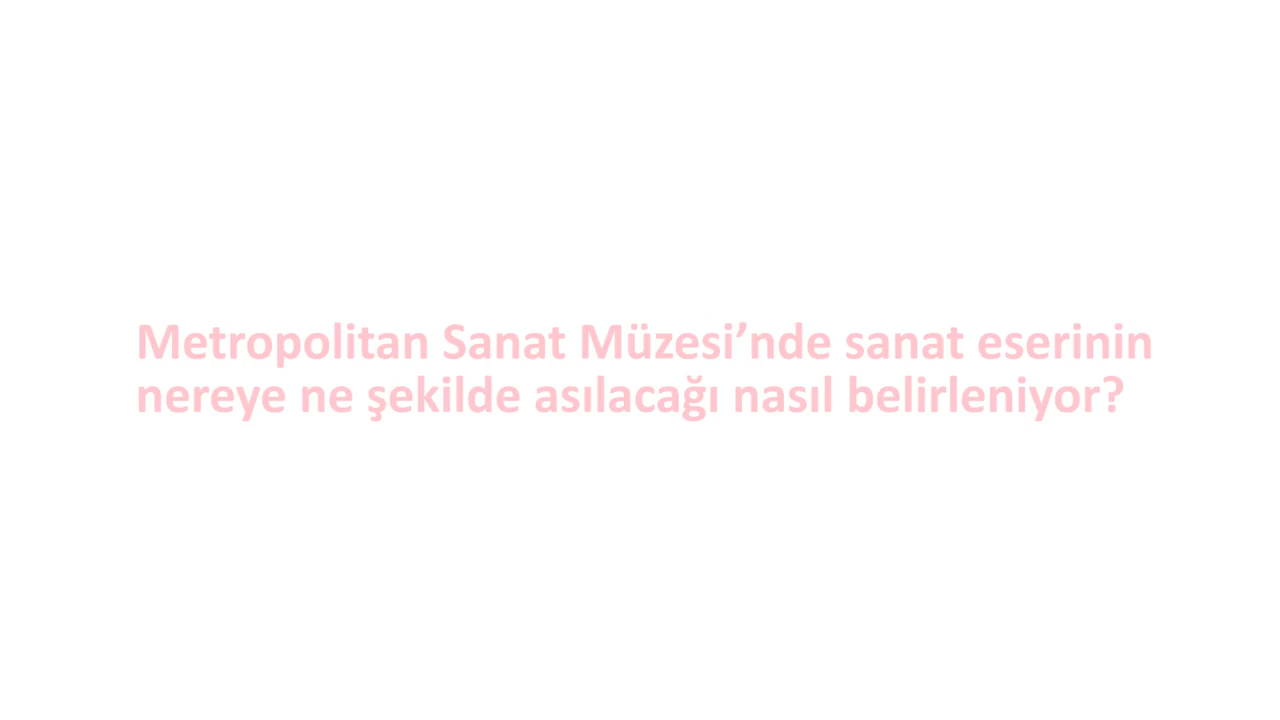 Metropolitan Sanat Müzesi’nde sanat eserinin
nereye ne şekilde asılacağı nasıl belirleniyor?